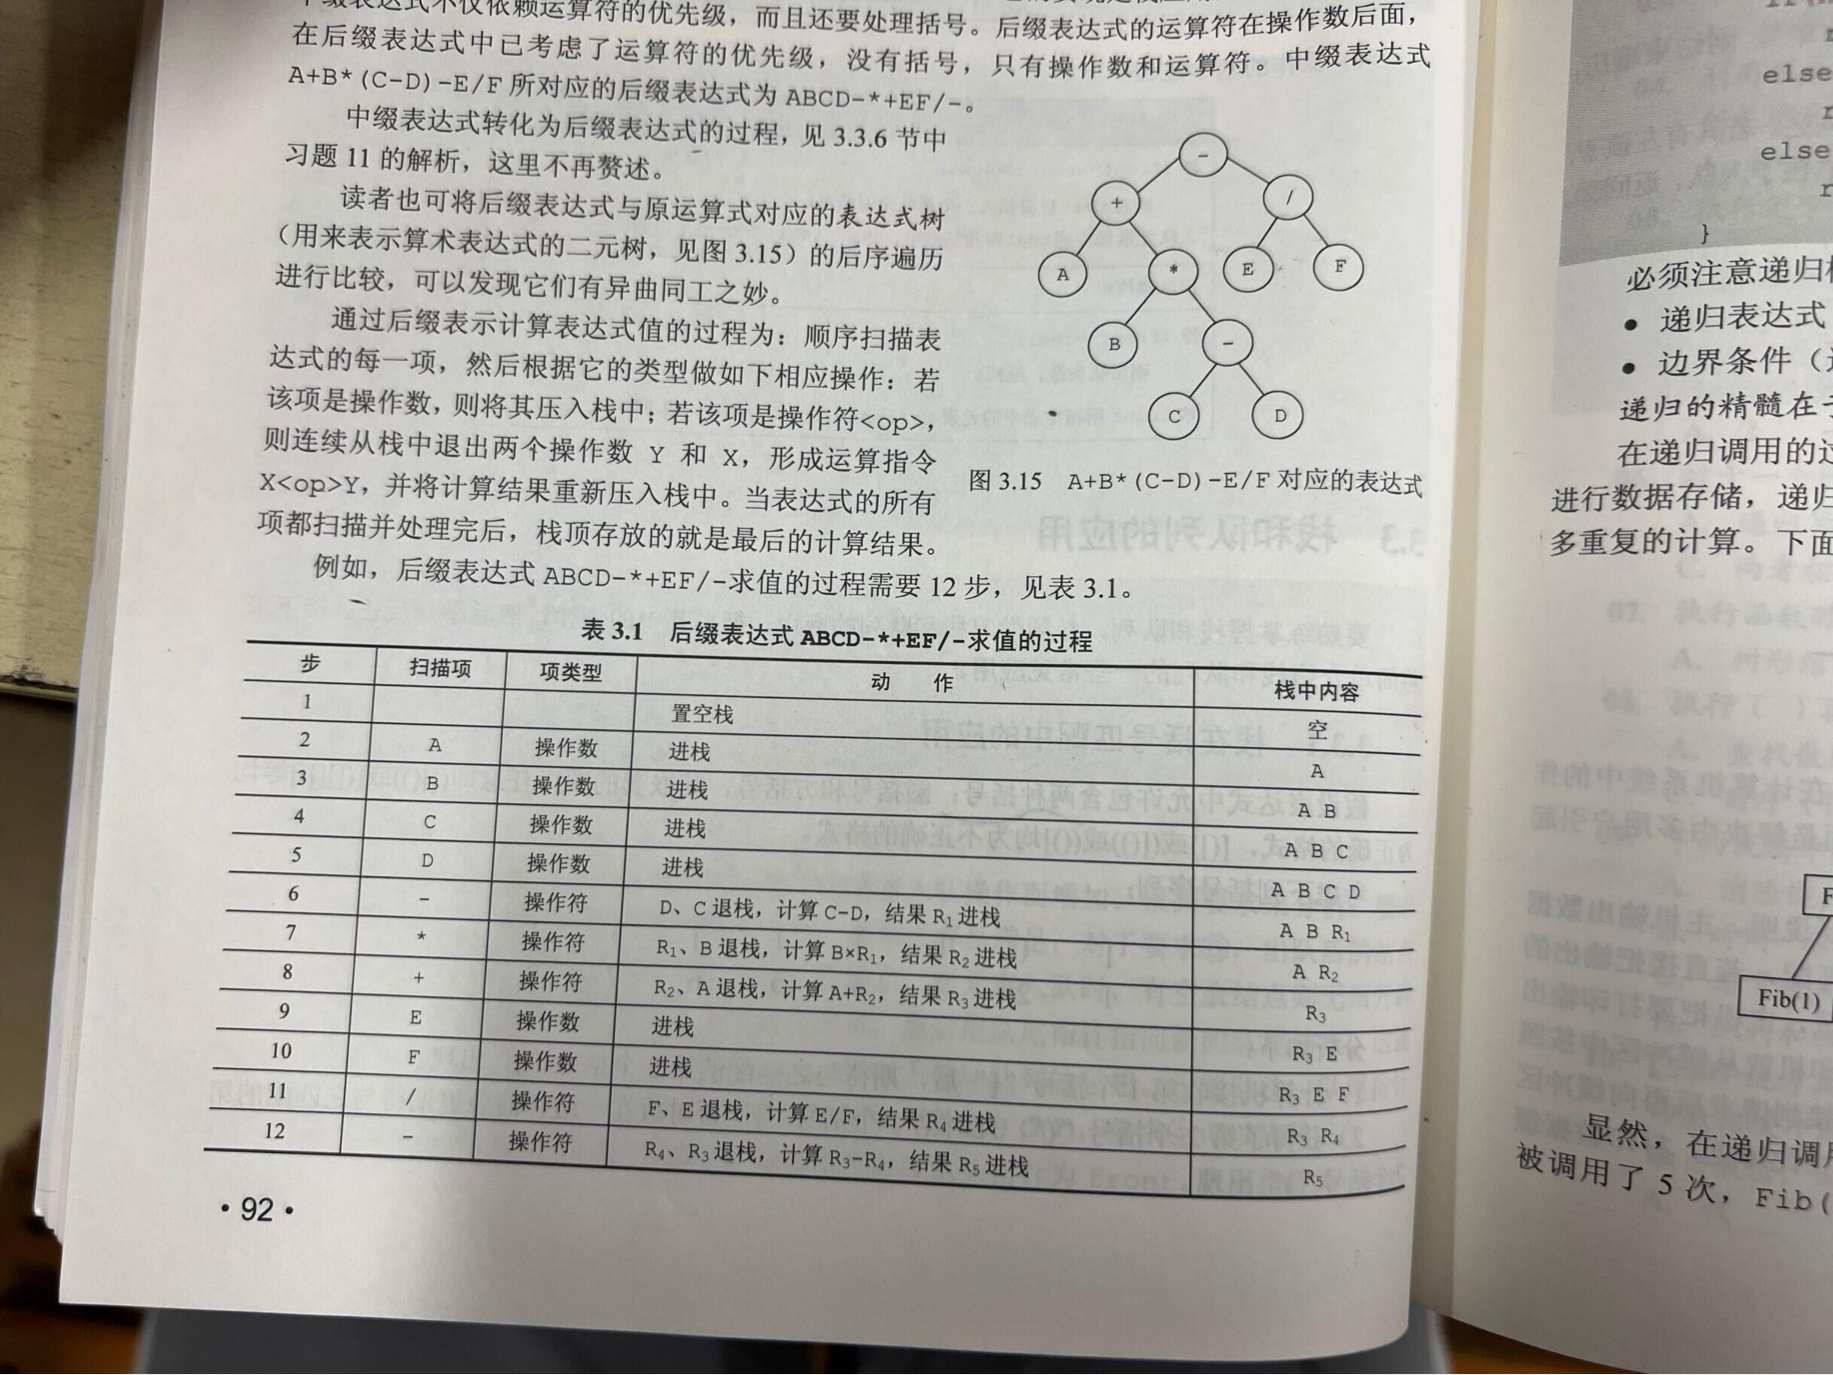 中缀表达式不仅依赖运算符的优先级，而且还要处理括号。后缀表达式的运算符在操作数后面，
在后缀表达式中已考虑了运算符的优先级，没有括号，只有操作数和运算符。中缀表达式
A+B*(C-D)-E/F 所对应的后缀表达式为 ABCD-*+EF/-。
中缀表达式转化为后缀表达式的过程，见 3.3.6 节中
习题 11 的解析，这里不再赘述。
读者也可将后缀表达式与原运算式对应的表达式树
（用来表示算术表达式的二元树，见图 3.15）的后序遍历
进行比较，可以发现它们有异曲同工之妙。
通过后缀表示计算表达式值的过程为：顺序扫描表
达式的每一项，然后根据它的类型做如下相应操作：若
该项是操作数，则将其压入栈中；若该项是操作符<op>，
则连续从栈中退出两个操作数 Y 和 X，形成运算指令
X<op>Y，并将计算结果重新压入栈中。当表达式的所有
项都扫描并处理完后，栈顶存放的就是最后的计算结果。
-
+ /
A * E F
B -
C D
图 3.15 A+B*(C-D)-E/F 对应的表达式
例如，后缀表达式 ABCD-*+EF/-求值的过程需要 12 步，见表 3.1。
表 3.1 后缀表达式 ABCD-*+EF/-求值的过程
步 扫描项 项类型 动 作 栈中内容
1 置空栈 空
2 A 操作数 进栈 A
3 B 操作数 进栈 A B
4 C 操作数 进栈 A B C
5 D 操作数 进栈 A B C D
6 - 操作符 D、C 退栈，计算 C-D，结果 R₁ 进栈 A B R₁
7 * 操作符 R₁、B 退栈，计算 B×R₁，结果 R₂ 进栈 A R₂
8 + 操作符 R₂、A 退栈，计算 A+R₂，结果 R₃ 进栈 R₃
9 E 操作数 进栈 R₃ E
10 F 操作数 进栈 R₃ E F
11 / 操作符 F、E 退栈，计算 E/F，结果 R₄ 进栈 R₃ R₄
12 - 操作符 R₄、R₃ 退栈，计算 R₃-R₄，结果 R₅ 进栈 R₅
·92·
else
else
}
必须注意递归
• 递归表达式
• 边界条件
递归的精髓在于
在递归调用的过
进行数据存储，递归
多重复的计算。下面
Fib(1)
显然，在递归调用
被调用了 5 次，Fib(